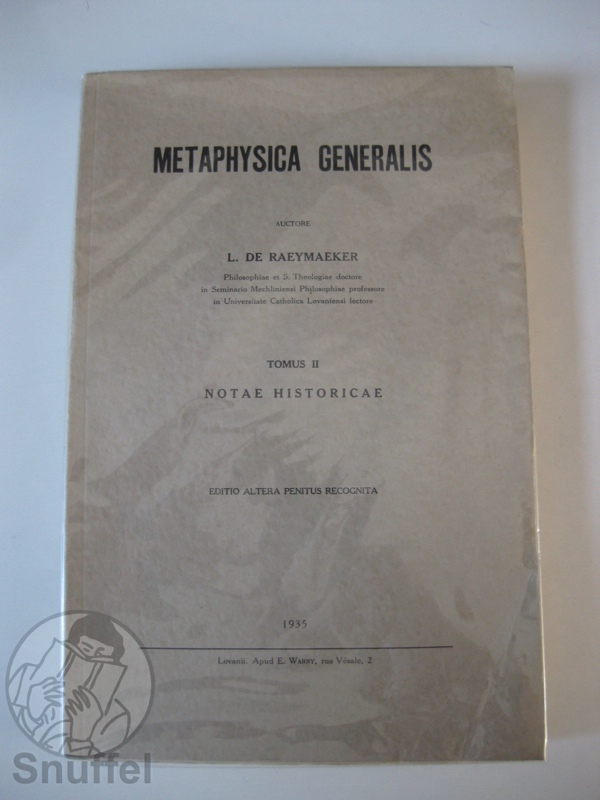 METAPHYSICA GENERALIS
AUCTORE
L. DE RAEYMAEKER
Philosophiae et S. Theologiae doctore
in Seminario Mechliniensi Philosophiae professore
in Universitate Catholica Lovaniensi lectore
TOMUS II
NOTAE HISTORICAE
EDITIO ALTERA PENITUS RECOGNITA
1935
Lovanii. Apud E. WARNY, rue Vésale, 2
Snuffel